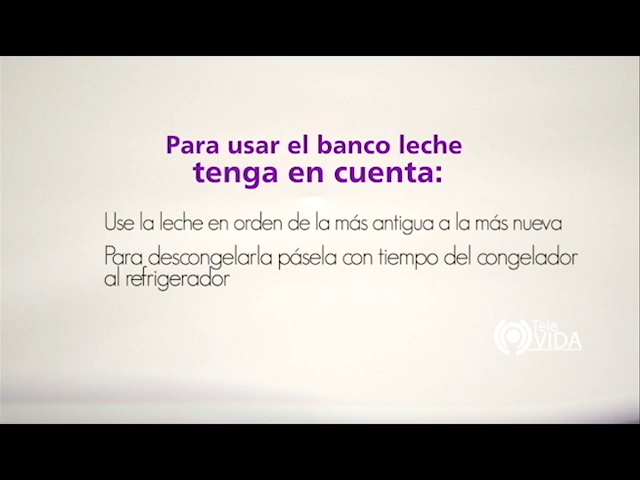 Para usar el banco leche
tenga en cuenta:
Use la leche en orden de la más antigua a la más nueva
Para descongelarla pásela con tiempo del congelador
al refrigerador
Tele
VIDA